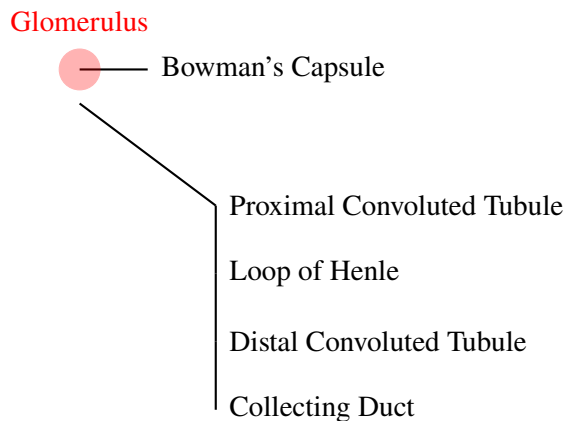 Glomerulus
Bowman's Capsule
Proximal Convoluted Tubule
Loop of Henle
Distal Convoluted Tubule
Collecting Duct